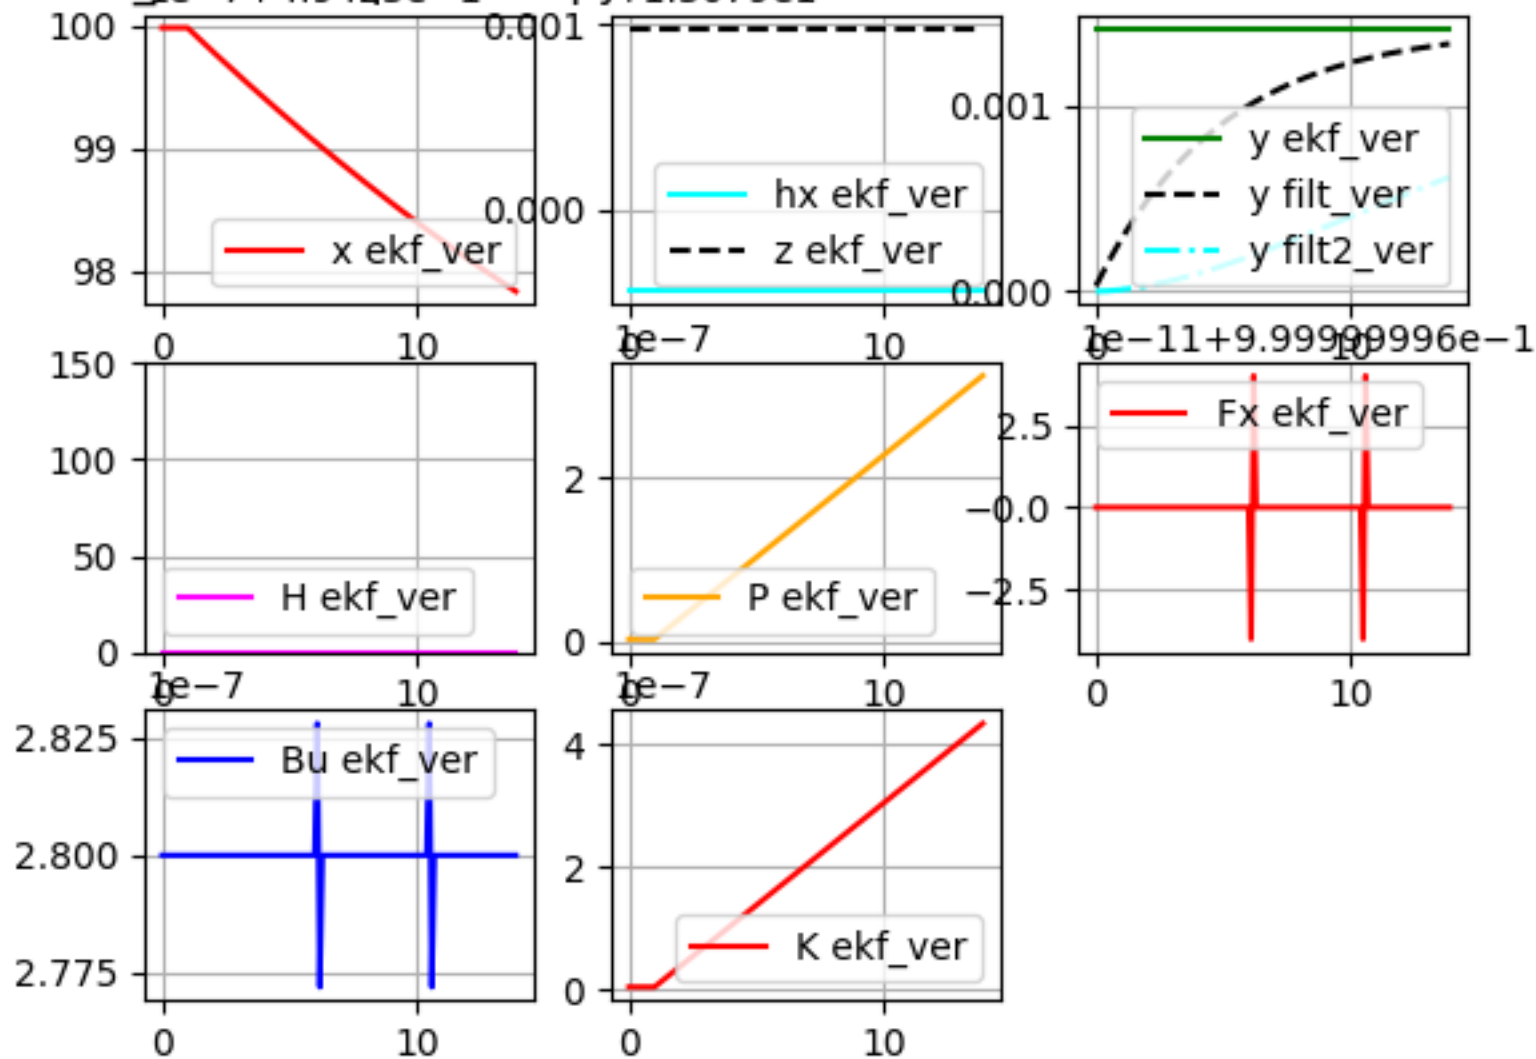 100
99
98
0 10
x ekf_ver
0.001
0.000
hx ekf_ver
z ekf_ver
0 10
0.001
0.000
y ekf_ver
y filt_ver
y filt2_ver
0 10
150
100
50
0
H ekf_ver
0 10
1e−7
2
0
P ekf_ver
0 10
1e−11+9.999909996e−1
2.5
−0.0
−2.5
Fx ekf_ver
0 10
1e−7
2.825
2.800
2.775
Bu ekf_ver
0 10
1e−7
4
2
0
K ekf_ver
0 10